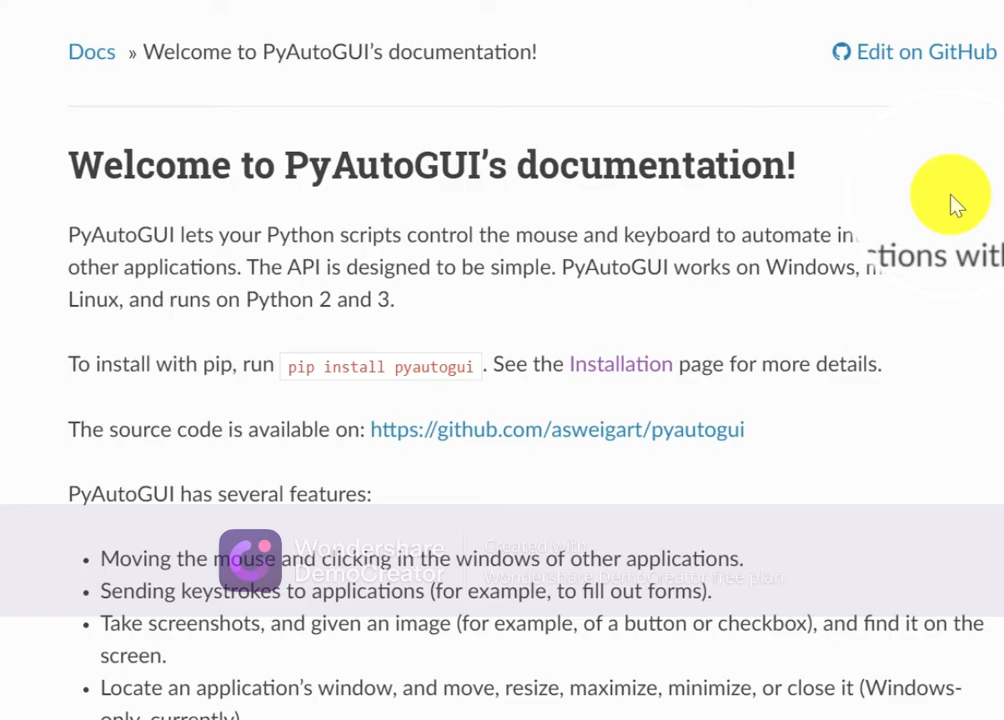 Docs » Welcome to PyAutoGUI's documentation!
Edit on GitHub
Welcome to PyAutoGUI's documentation!
PyAutoGUI lets your Python scripts control the mouse and keyboard to automate
tions with
other applications. The API is designed to be simple. PyAutoGUI works on Windows,
Linux, and runs on Python 2 and 3.
To install with pip, run pip install pyautogui. See the Installation page for more details.
The source code is available on: https://github.com/asweigart/pyautogui
PyAutoGUI has several features:
• Moving the mouse and clicking in the windows of other applications.
• Sending keystrokes to applications (for example, to fill out forms).
• Take screenshots, and given an image (for example, of a button or checkbox), and find it on the
screen.
• Locate an application's window, and move, resize, maximize, minimize, or close it (Windows-
only, currently)
Wondershare
DemoCreator
Created with
Wondershare DemoCreator free plan